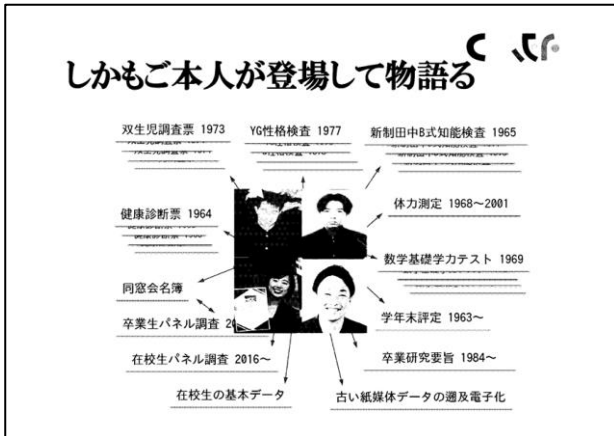 しかもご本人が登場して物語る
双生児調査票 1973
YG性格検査 1977
新制田中B式知能検査 1965
健康診断票 1964
体力測定 1968～2001
数学基礎学力テスト 1969
同窓会名簿
卒業生パネル調査
学年末評定 1963～
在校生パネル調査 2016～
卒業研究要旨 1984～
在校生の基本データ
古い紙媒体データの遡及電子化